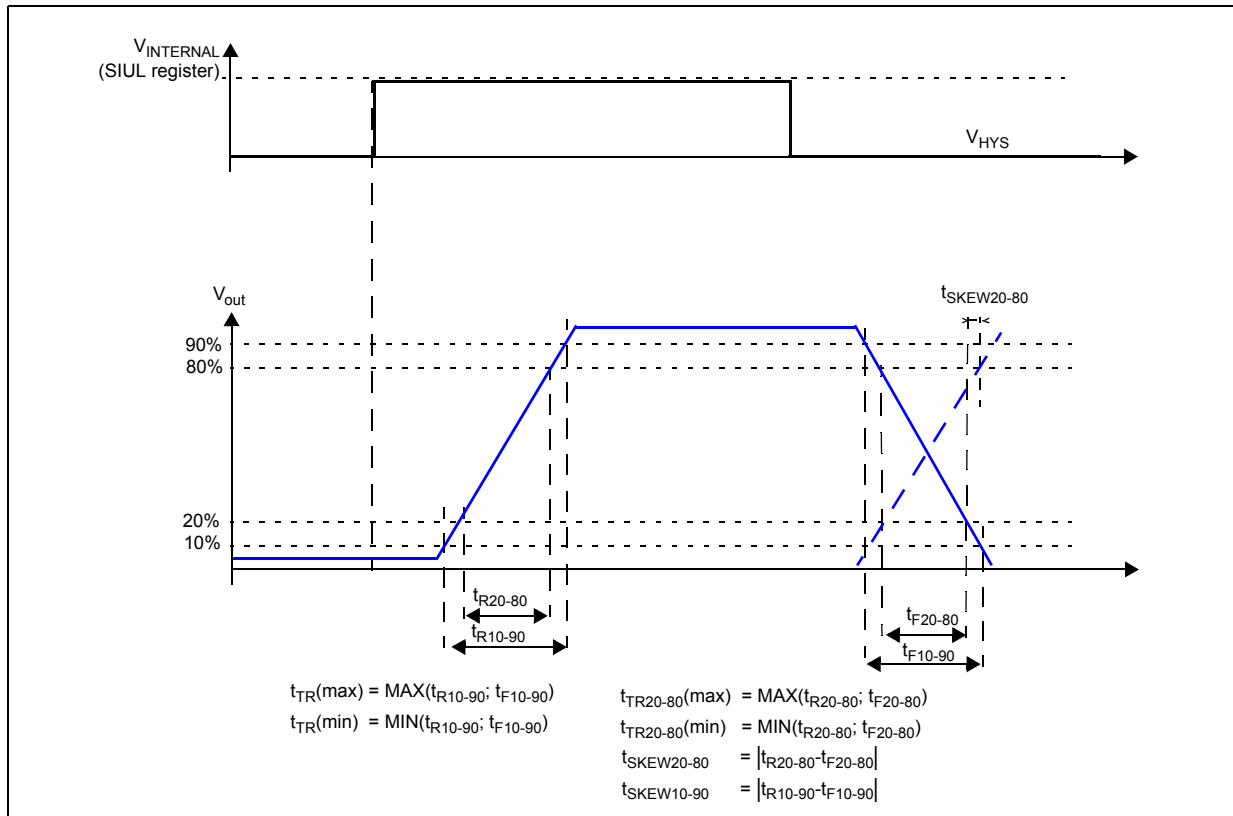 V_INTERNAL
(SIUL register)
V_HYS
V_out
t_SKEW20-80
90%
80%
20%
10%
t_R20-80
t_R10-90
t_F20-80
t_F10-90
t_TR(max) = MAX(t_R10-90; t_F10-90)
t_TR(min) = MIN(t_R10-90; t_F10-90)
t_TR20-80(max) = MAX(t_R20-80; t_F20-80)
t_TR20-80(min) = MIN(t_R20-80; t_F20-80)
t_SKEW20-80 = |t_R20-80-t_F20-80|
t_SKEW10-90 = |t_R10-90-t_F10-90|